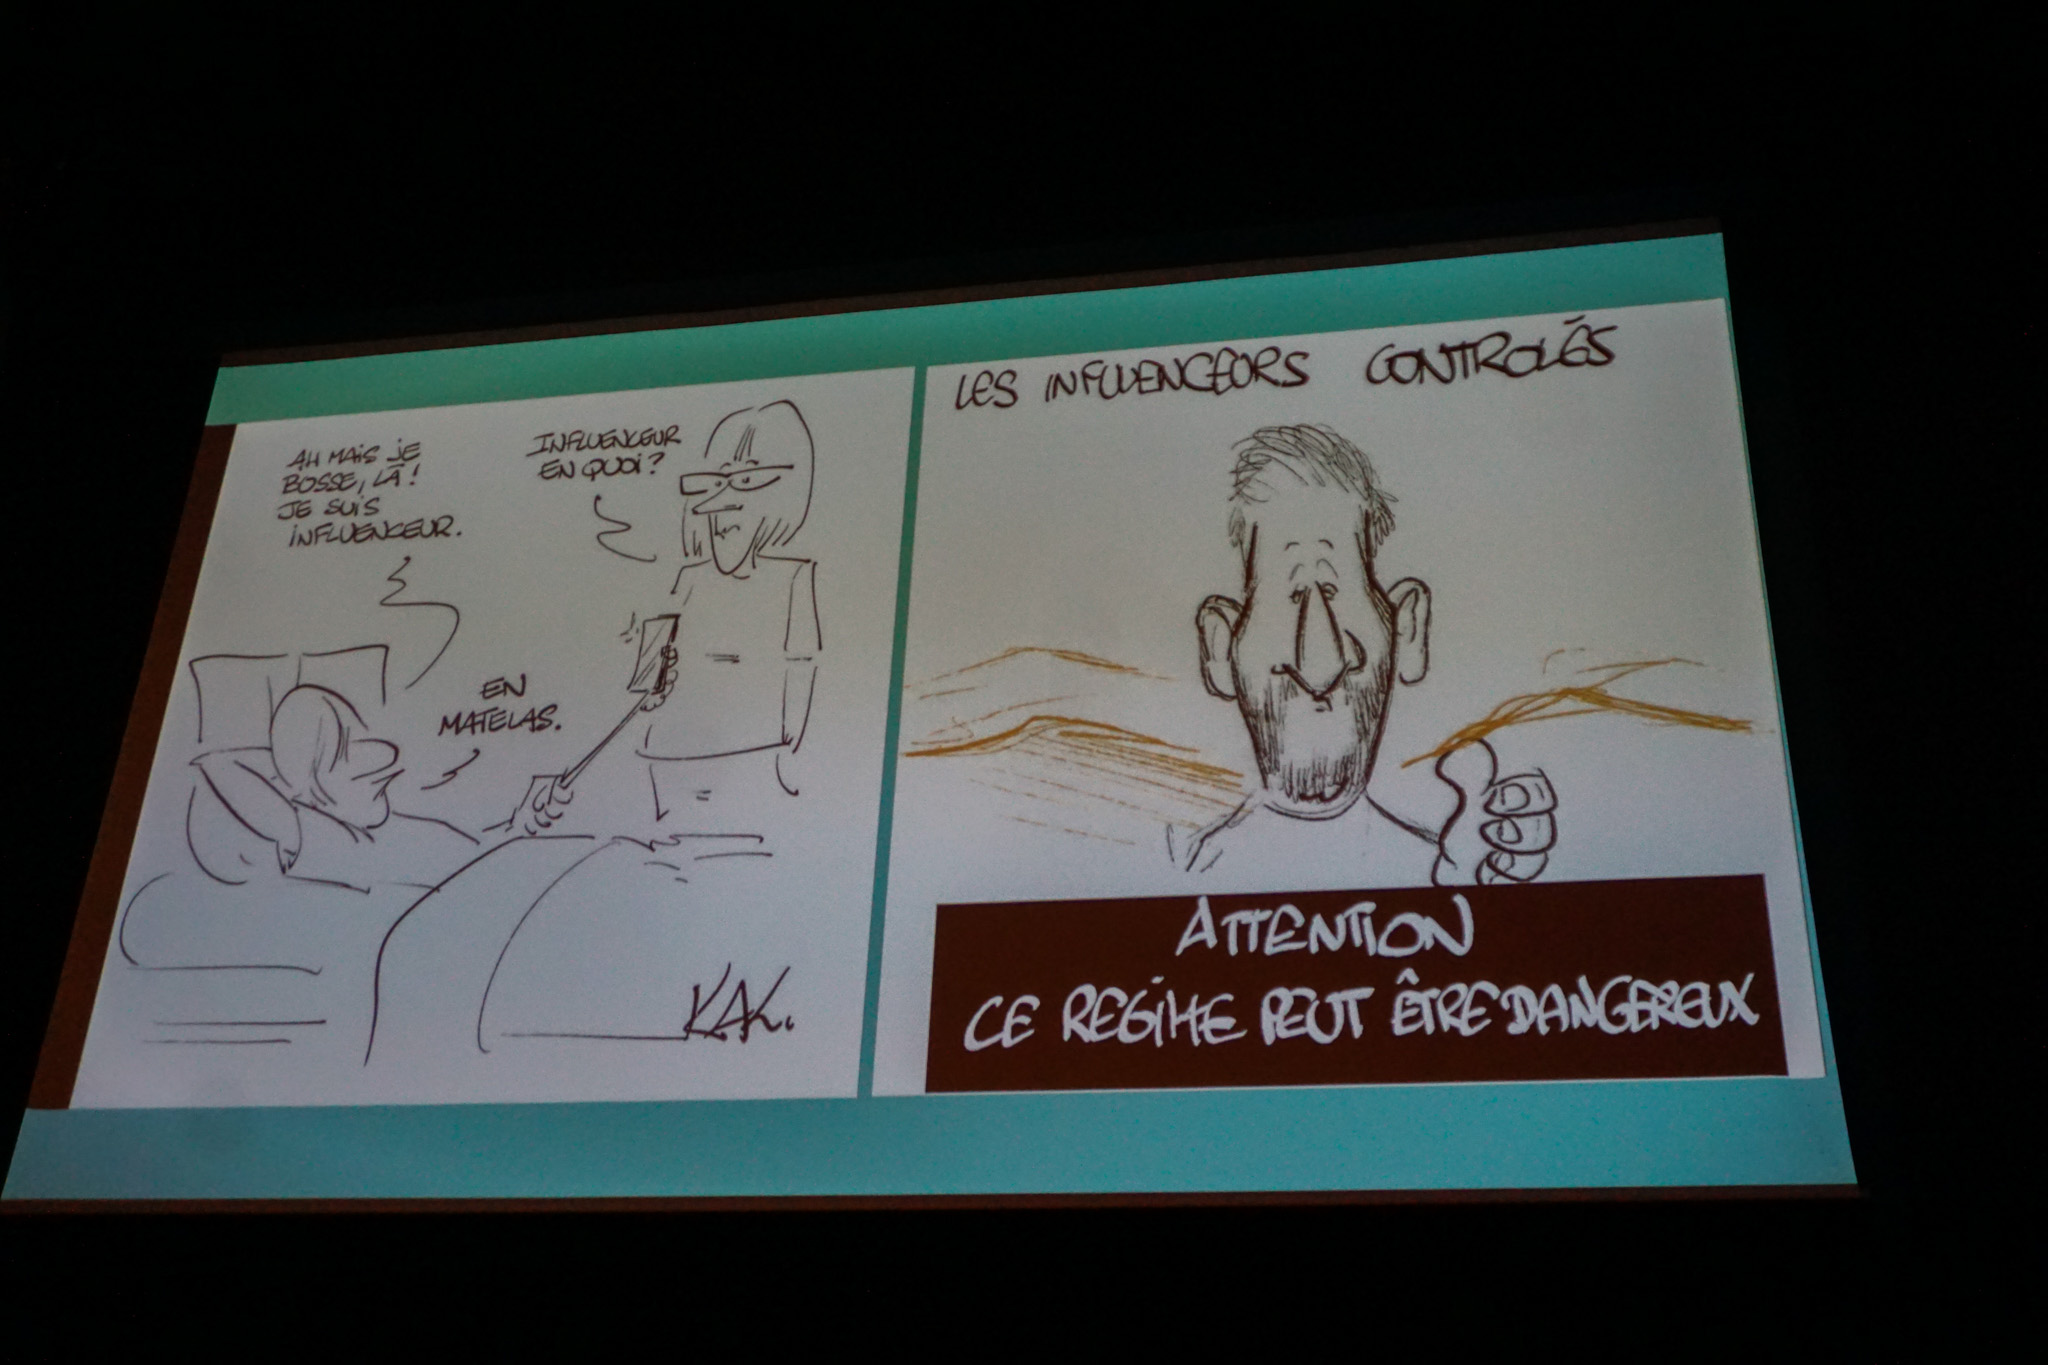 AH MAIS JE
BOSSE, LÀ !
JE SUIS
INFLUENCEUR.
INFLUENCEUR
EN QUOI ?
EN
MATELAS.
KAK.
LES INFLUENCEURS CONTROLÉS
ATTENTION
CE REGIME PEUT ÊTRE DANGEREUX